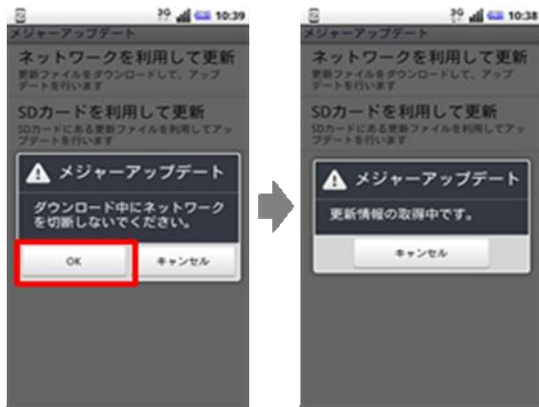 3G 10:39
メジャーアップデート
ネットワークを利用して更新
更新ファイルをダウンロードして、アップ
デートを行います
SDカードを利用して更新
SDカードにある更新ファイルを利用してアッ
プデートを行います
メジャーアップデート
ダウンロード中にネットワーク
を切断しないでください。
OK キャンセル
3G 10:38
メジャーアップデート
ネットワークを利用して更新
更新ファイルをダウンロードして、アップ
デートを行います
SDカードを利用して更新
SDカードにある更新ファイルを利用してアッ
プデートを行います
メジャーアップデート
更新情報の取得中です。
キャンセル